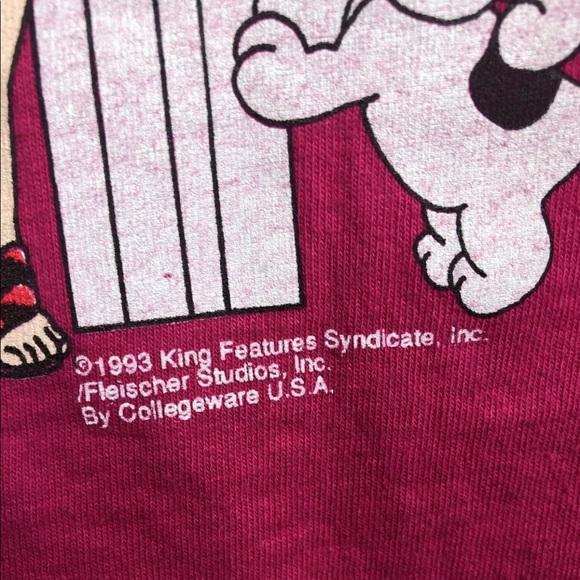 ©1993 King Features Syndicate, Inc.
/Fleischer Studios, Inc.
By Collegeware U.S.A.